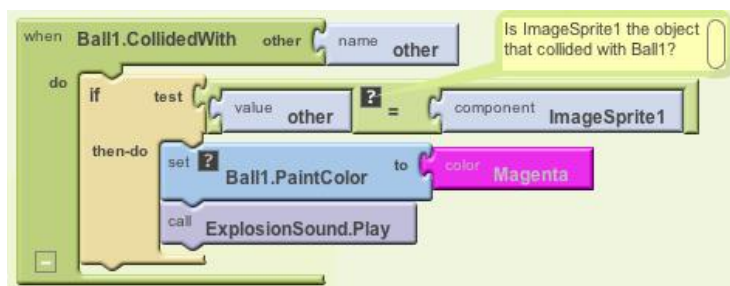 when Ball1.CollidedWith other name other
Is ImageSprite1 the object
that collided with Ball1?
do
if test value other ? = component ImageSprite1
then-do set ? Ball1.PaintColor to color Magenta
call ExplosionSound.Play